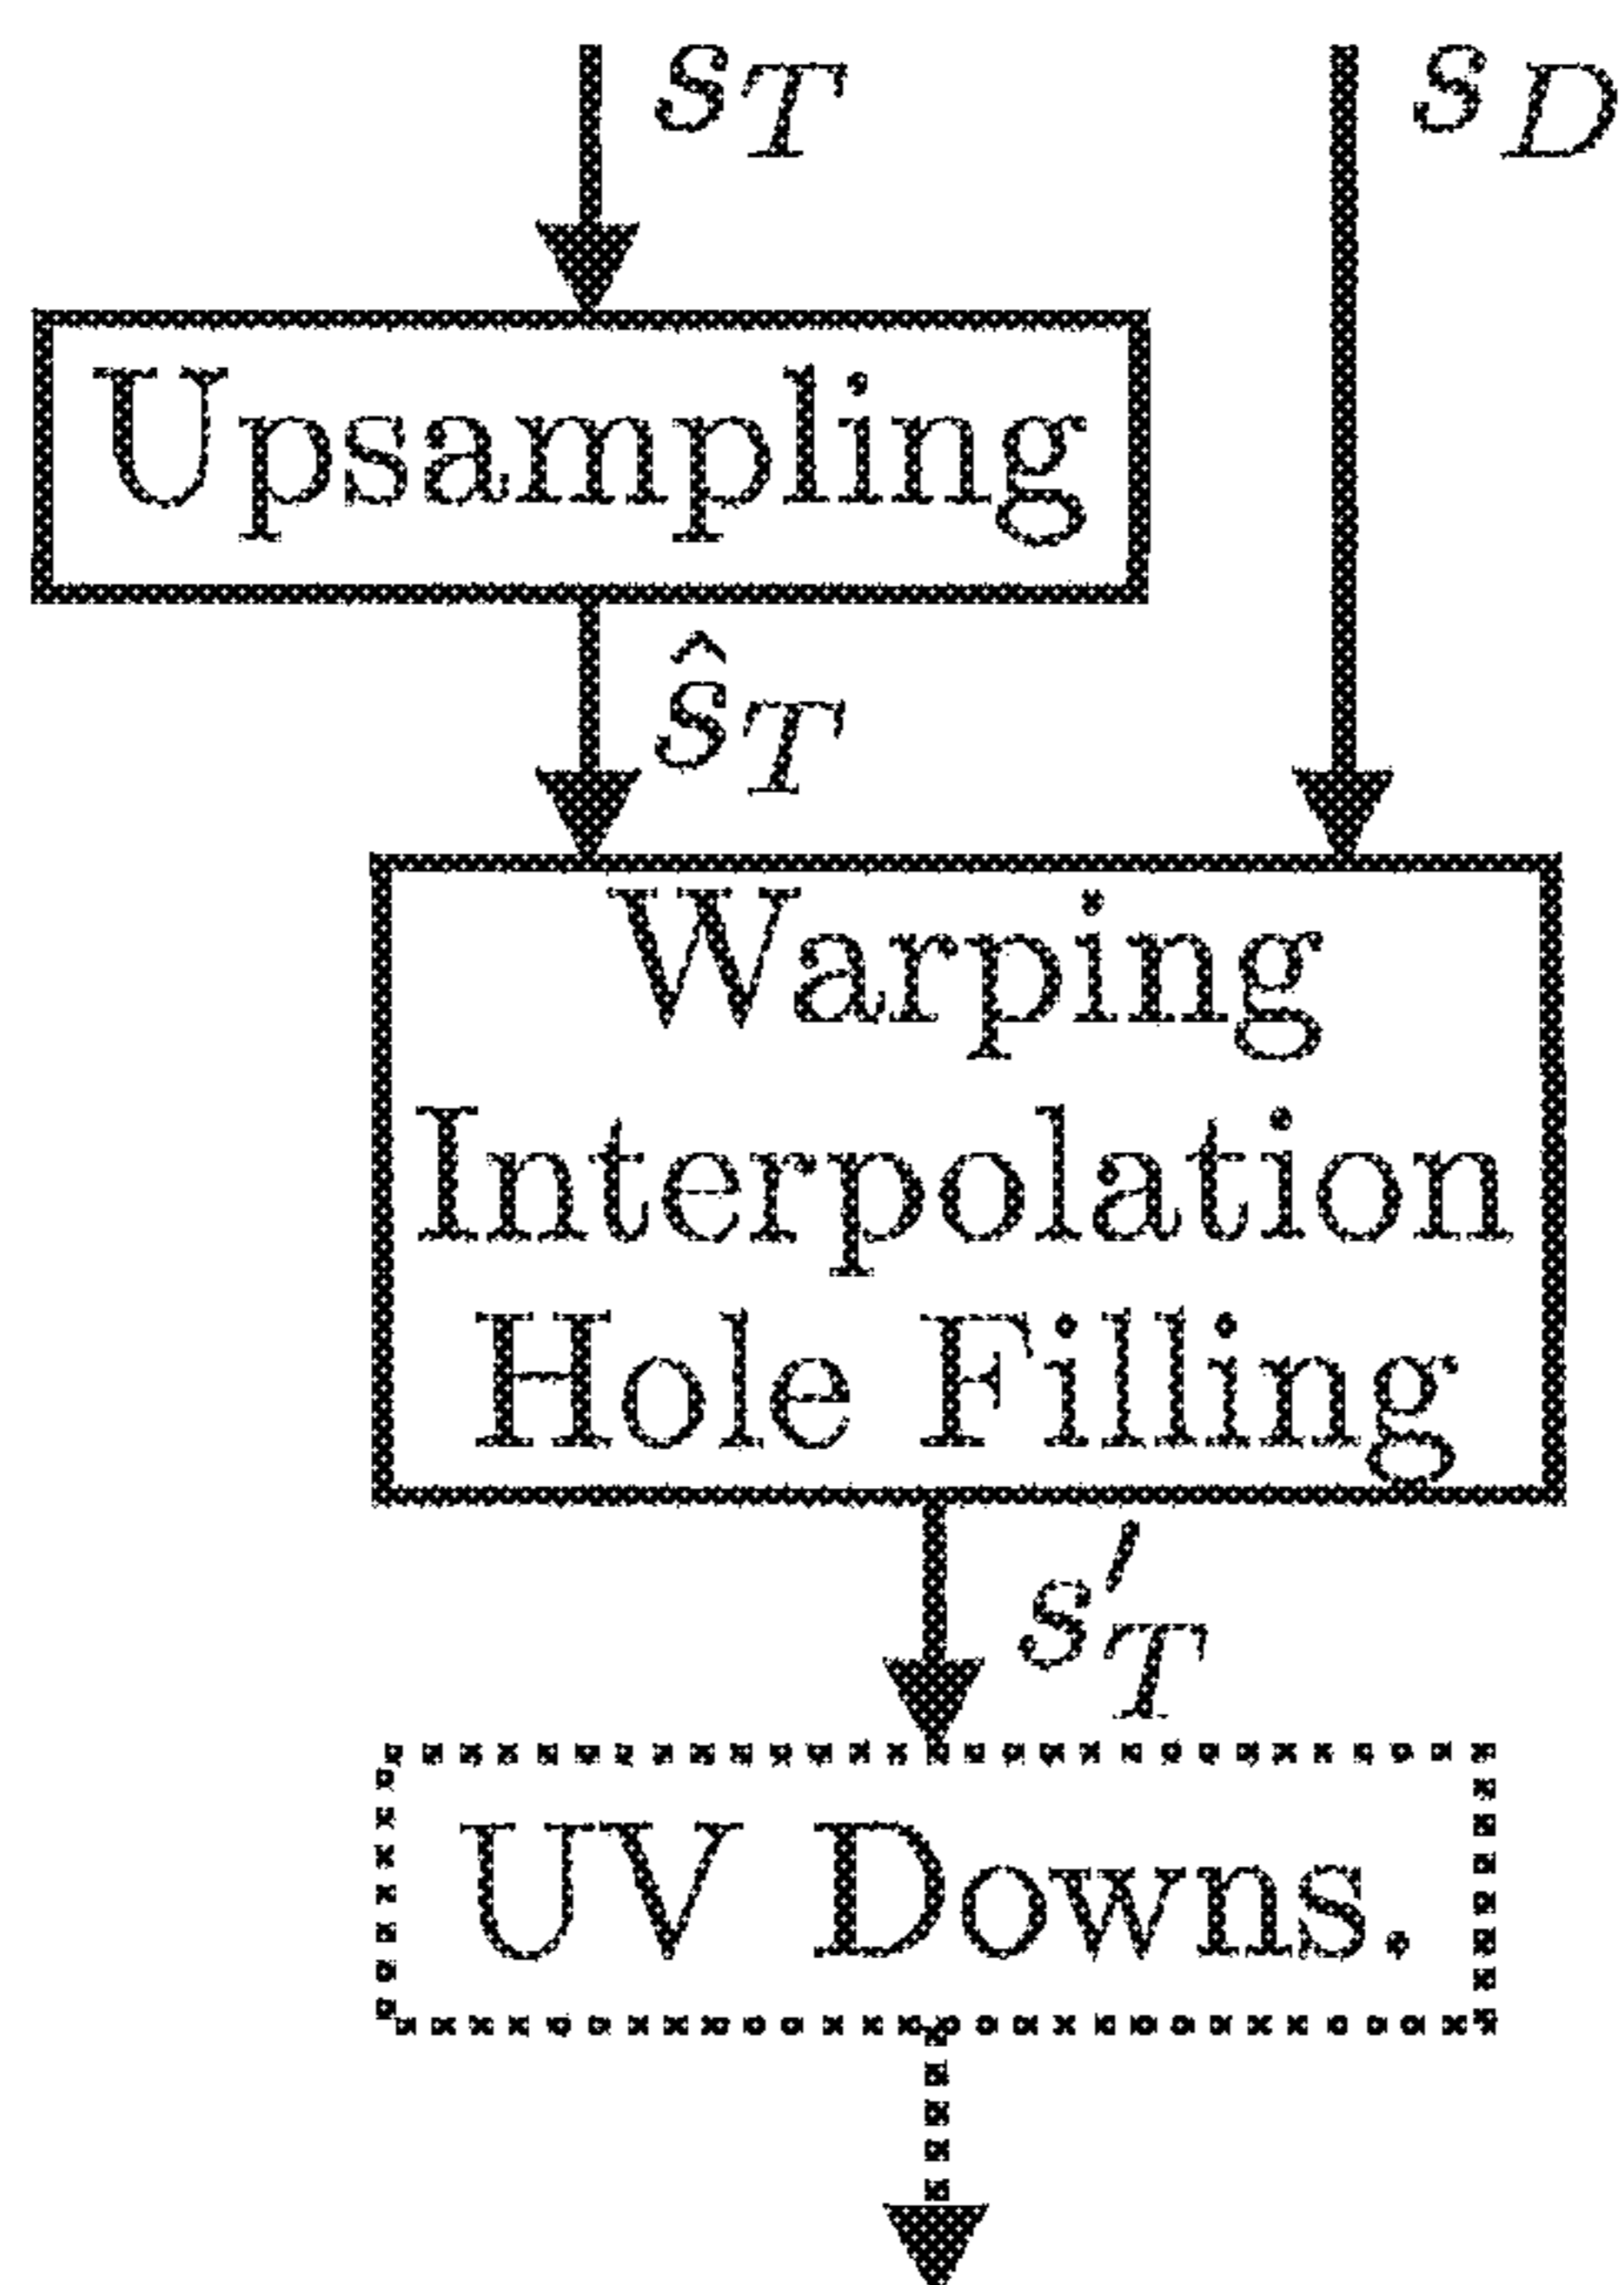 s_T s_D
Upsampling
ŝ_T
Warping
Interpolation
Hole Filling
s'_T
UV Downs.